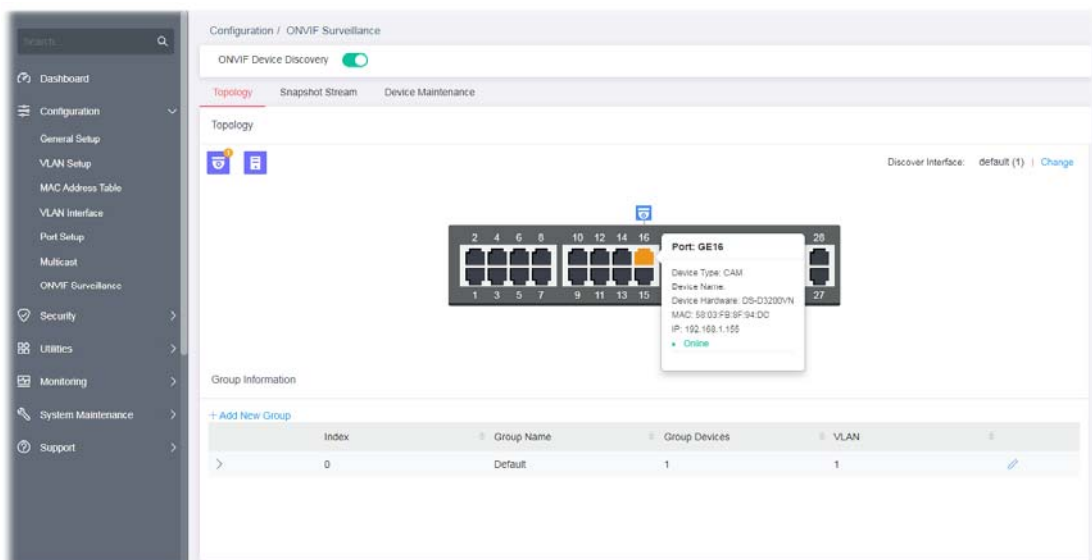 Search
Configuration / ONVIF Surveillance
ONVIF Device Discovery
Dashboard
Configuration
General Setup
VLAN Setup
MAC Address Table
VLAN Interface
Port Setup
Multicast
ONVIF Surveillance
Security
Utilities
Monitoring
System Maintenance
Support
Topology Snapshot Stream Device Maintenance
Topology
1
Discover Interface: default (1) | Change
2 4 6 8 10 12 14 16 28
1 3 5 7 9 11 13 15 27
Port: GE16
Device Type: CAM
Device Name:
Device Hardware: DS-D3200VN
MAC: 58:03:FB:8F:94:DC
IP: 192.168.1.155
Online
Group Information
+ Add New Group
Index Group Name Group Devices VLAN
0 Default 1 1